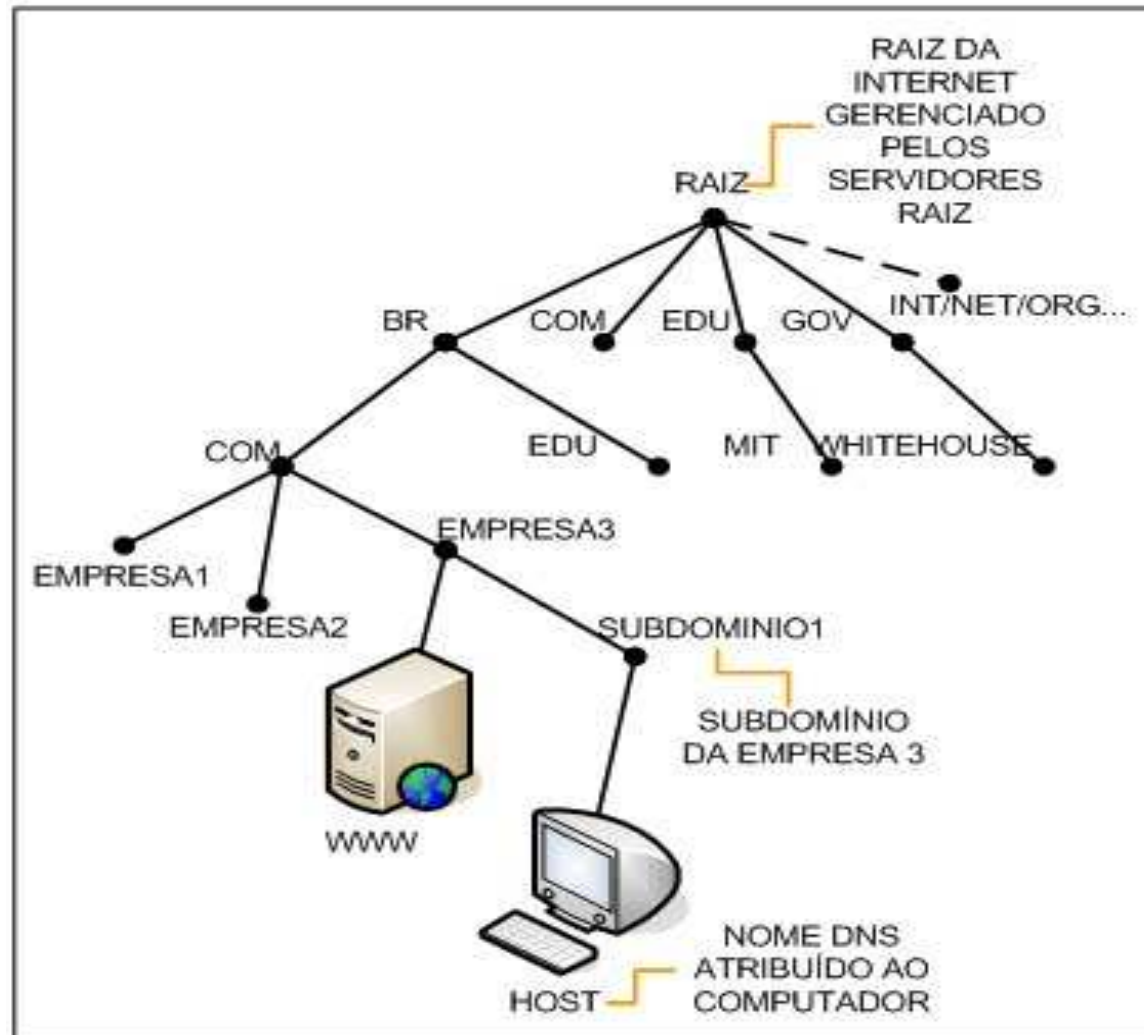 RAIZ DA
INTERNET
GERENCIADO
PELOS
SERVIDORES
RAIZ
RAIZ
INT/NET/ORG...
BR
COM
EDU
GOV
COM
EDU
MIT
WHITEHOUSE
EMPRESA3
EMPRESA1
EMPRESA2
SUBDOMINIO1
SUBDOMÍNIO
DA EMPRESA 3
WWW
NOME DNS
ATRIBUÍDO AO
COMPUTADOR
HOST